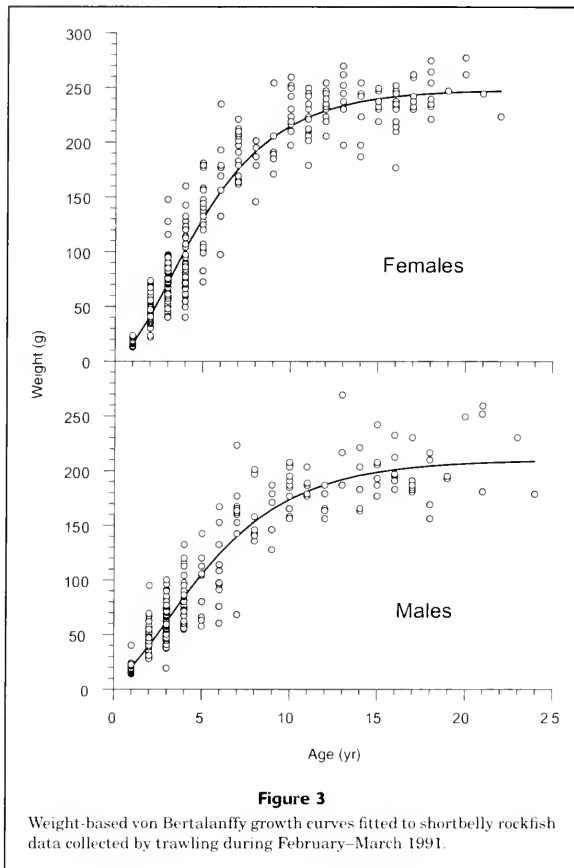 300
250
200
150
100
50
0
Females
Weight (g)
250
200
150
100
50
0
Males
0 5 10 15 20 25
Age (yr)
Figure 3
Weight-based von Bertalanffy growth curves fitted to shortbelly rockfish
data collected by trawling during February–March 1991.